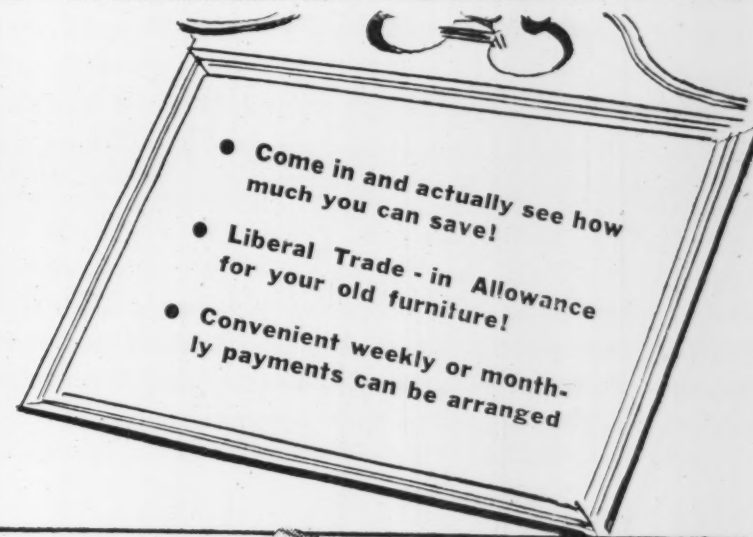 ● Come in and actually see how
much you can save!
● Liberal Trade - in Allowance
for your old furniture!
● Convenient weekly or month-
ly payments can be arranged